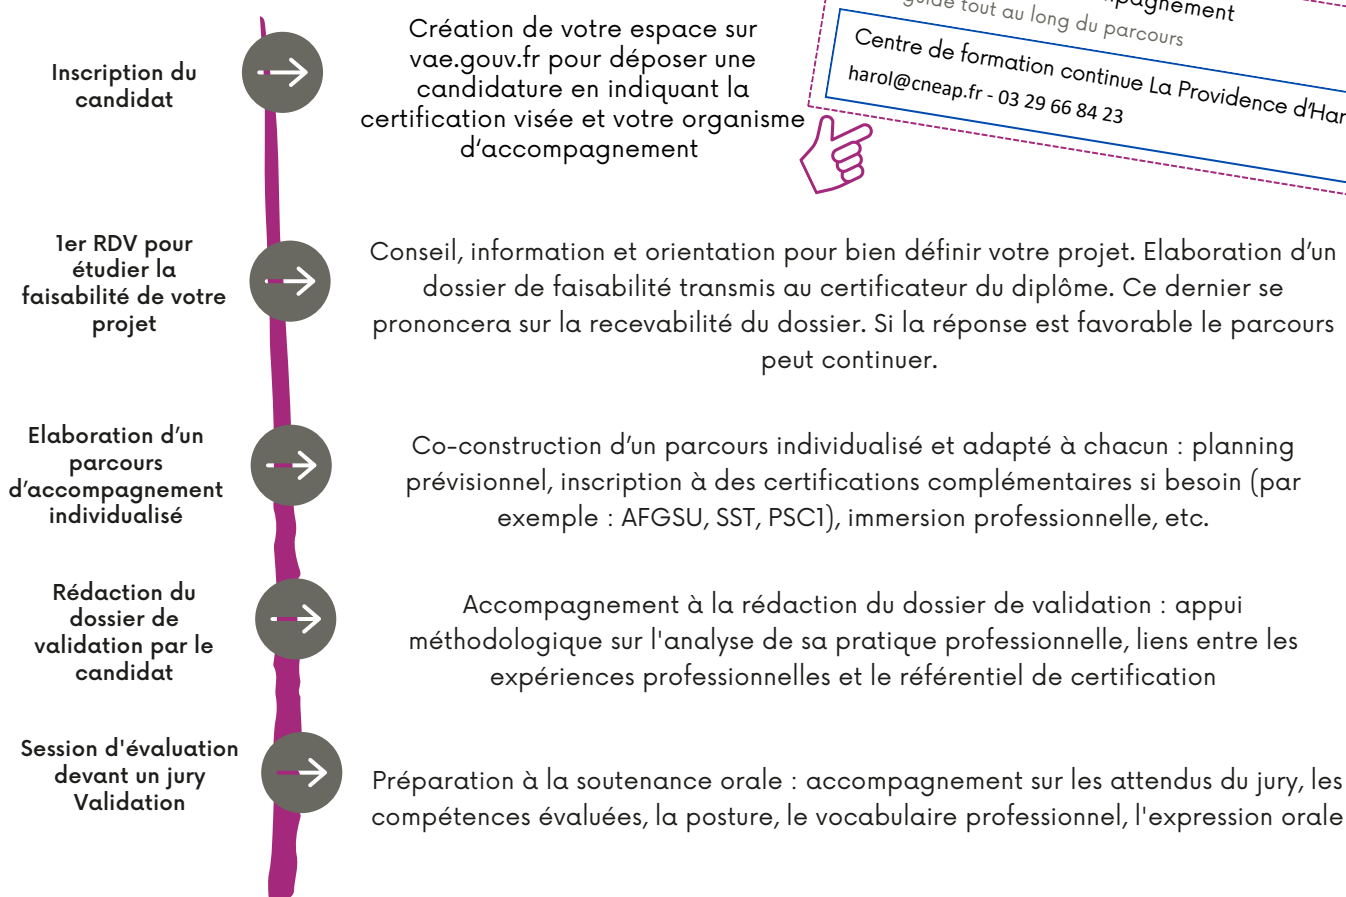 Inscription du
candidat
Création de votre espace sur
vae.gouv.fr pour déposer une
candidature en indiquant la
certification visée et votre organisme
d'accompagnement
guide tout au long du parcours
Centre de formation continue La Providence d'Har
harol@cneap.fr - 03 29 66 84 23
1er RDV pour
étudier la
faisabilité de votre
projet
Conseil, information et orientation pour bien définir votre projet. Elaboration d'un
dossier de faisabilité transmis au certificateur du diplôme. Ce dernier se
prononcera sur la recevabilité du dossier. Si la réponse est favorable le parcours
peut continuer.
Elaboration d'un
parcours
d'accompagnement
individualisé
Co-construction d'un parcours individualisé et adapté à chacun : planning
prévisionnel, inscription à des certifications complémentaires si besoin (par
exemple : AFGSU, SST, PSC1), immersion professionnelle, etc.
Rédaction du
dossier de
validation par le
candidat
Accompagnement à la rédaction du dossier de validation : appui
méthodologique sur l'analyse de sa pratique professionnelle, liens entre les
expériences professionnelles et le référentiel de certification
Session d'évaluation
devant un jury
Validation
Préparation à la soutenance orale : accompagnement sur les attendus du jury, les
compétences évaluées, la posture, le vocabulaire professionnel, l'expression orale